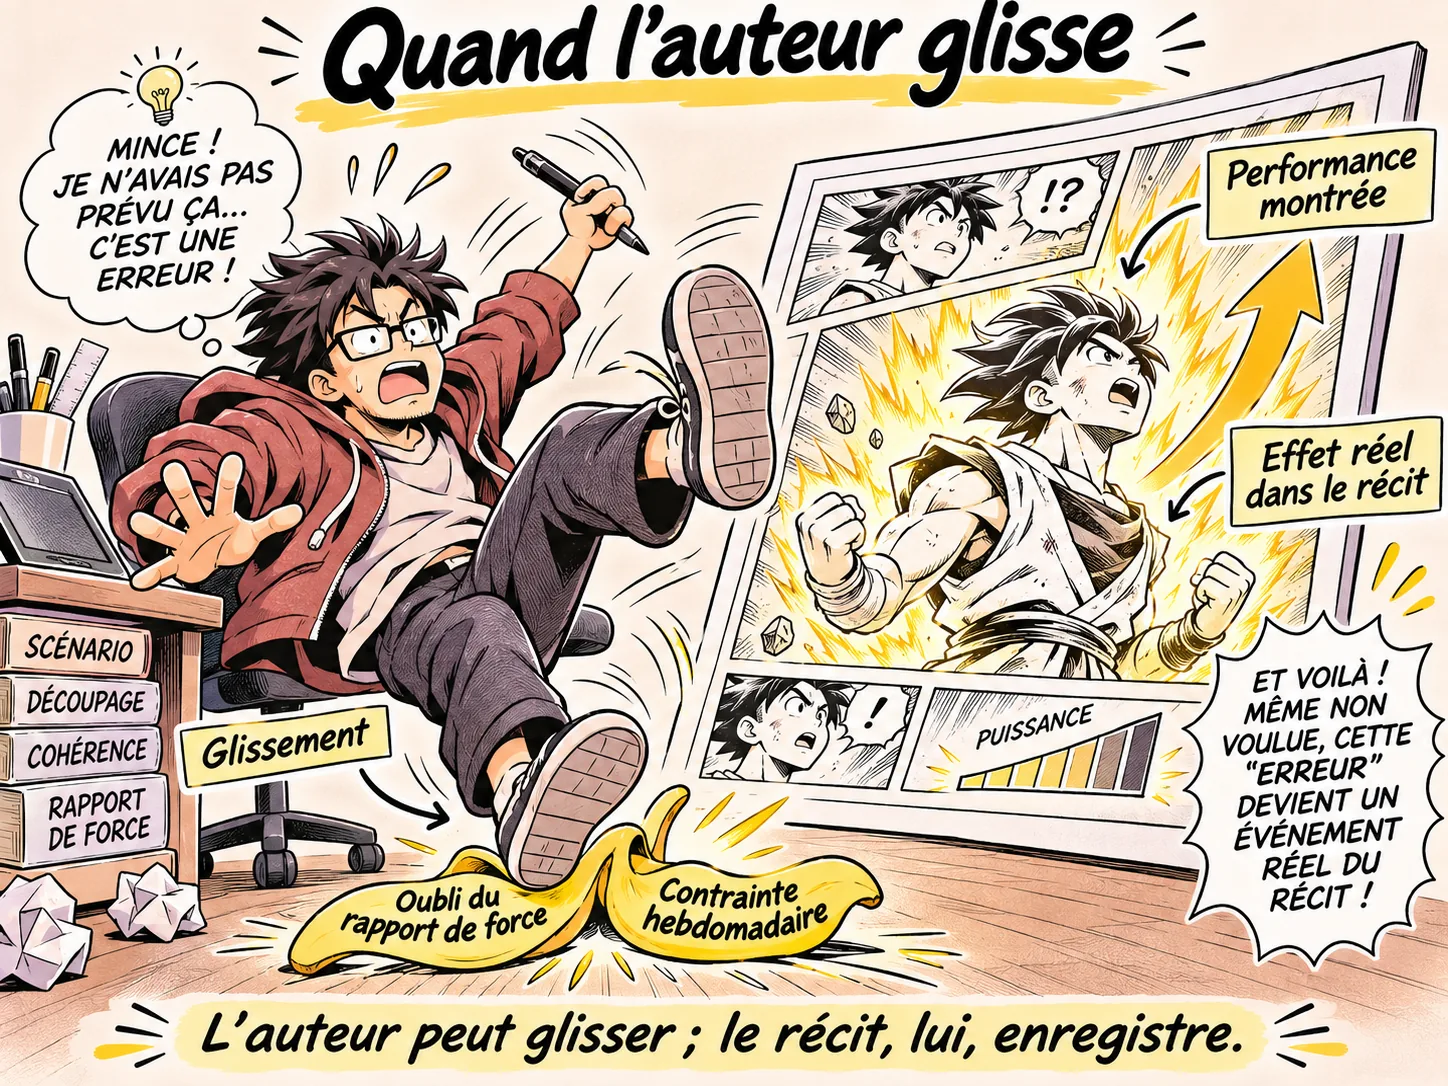 Quand l'auteur glisse
MINCE !
JE N'AVAIS PAS
PRÉVU ÇA...
C'EST UNE
ERREUR !
!?
Performance
montrée
Effet réel
dans le récit
SCÉNARIO
DÉCOUPAGE
COHÉRENCE
RAPPORT
DE FORCE
Glissement
!
PUISSANCE
ET VOILÀ !
MÊME NON
VOULUE, CETTE
"ERREUR"
DEVIENT UN
ÉVÉNEMENT
RÉEL DU
RÉCIT !
Oubli du
rapport de force
Contrainte
hebdomadaire
L'auteur peut glisser ; le récit, lui, enregistre.